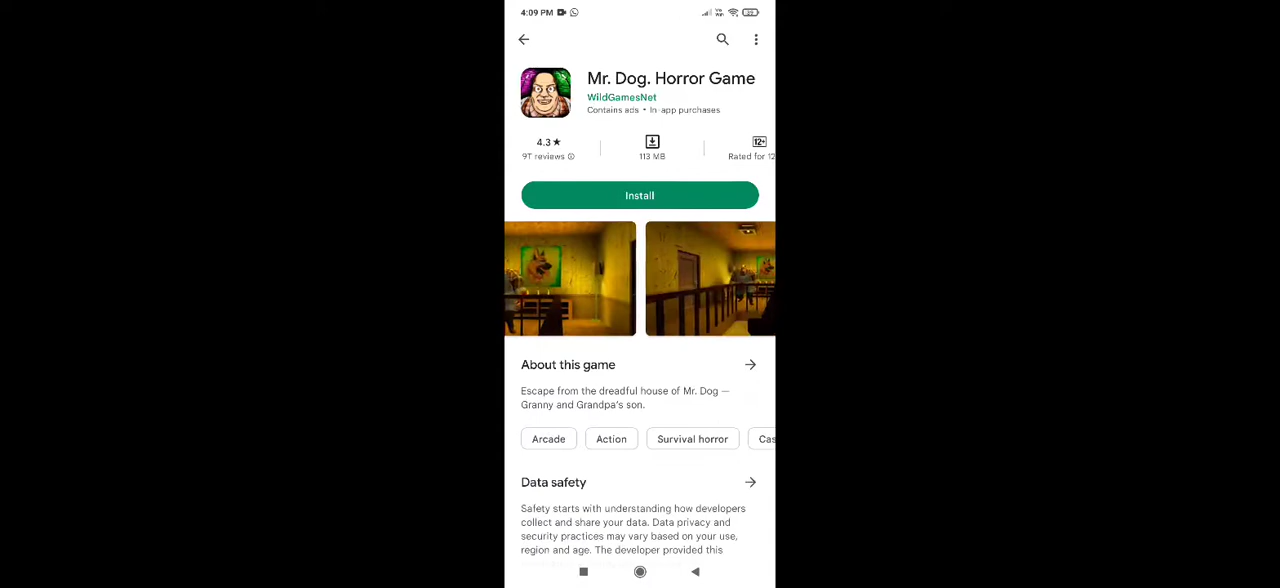 4:09 PM
Mr. Dog. Horror Game
WildGamesNet
Contains ads • In-app purchases
4.3★
9T reviews
113 MB
12+
Rated for 12
Install
About this game
Escape from the dreadful house of Mr. Dog —
Granny and Grandpa's son.
Arcade
Action
Survival horror
Cas
Data safety
Safety starts with understanding how developers
collect and share your data. Data privacy and
security practices may vary based on your use,
region and age. The developer provided this